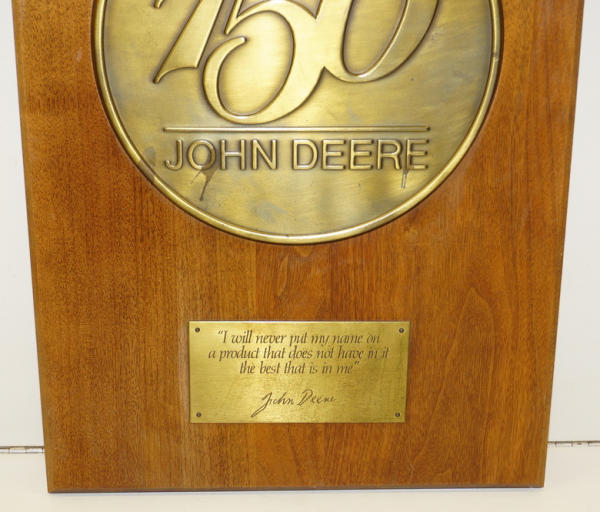 150
JOHN DEERE
"I will never put my name on
a product that does not have in it
the best that is in me"
John Deere